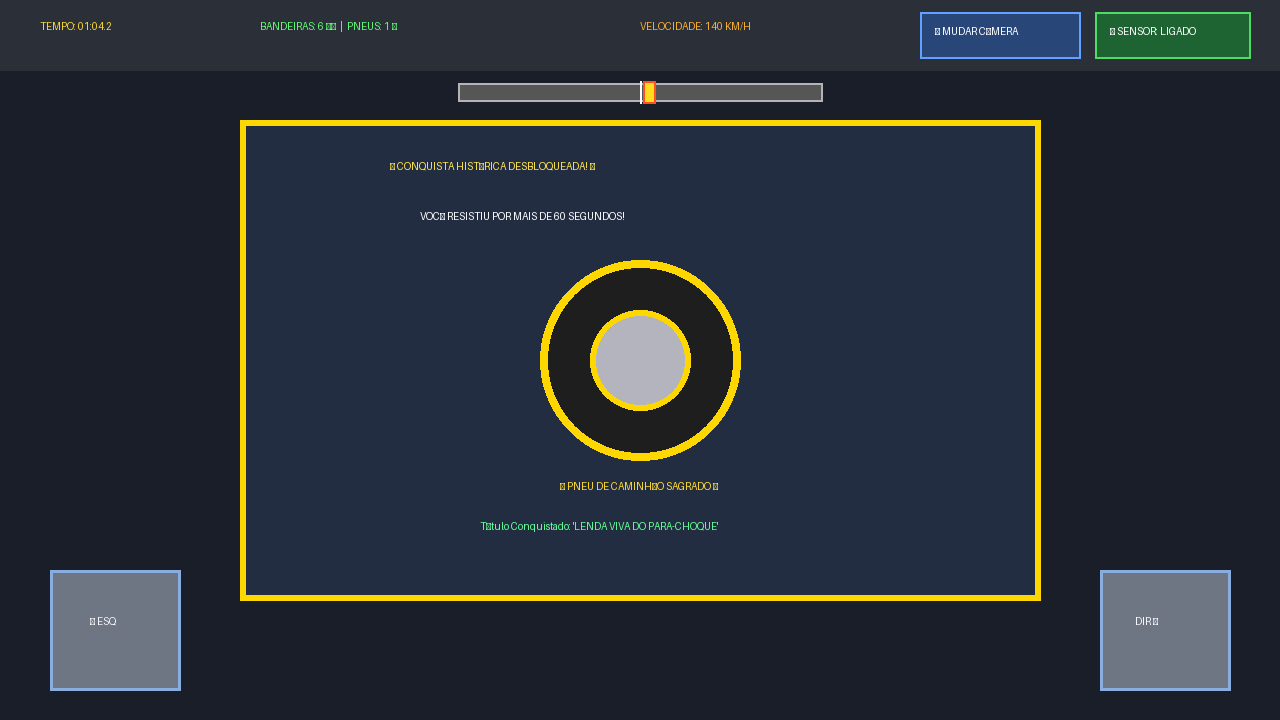 TEMPO: 01:04.2
BANDEIRAS: 6 | PNEUS: 1
VELOCIDADE: 140 KM/H
MUDAR C□MERA
SENSOR: LIGADO
CONQUISTA HIST□RICA DESBLOQUEADA!
VOC□ RESISTIU POR MAIS DE 60 SEGUNDOS!
PNEU DE CAMINH□O SAGRADO
T□tulo Conquistado: 'LENDA VIVA DO PARA-CHOQUE'
ESQ
DIR